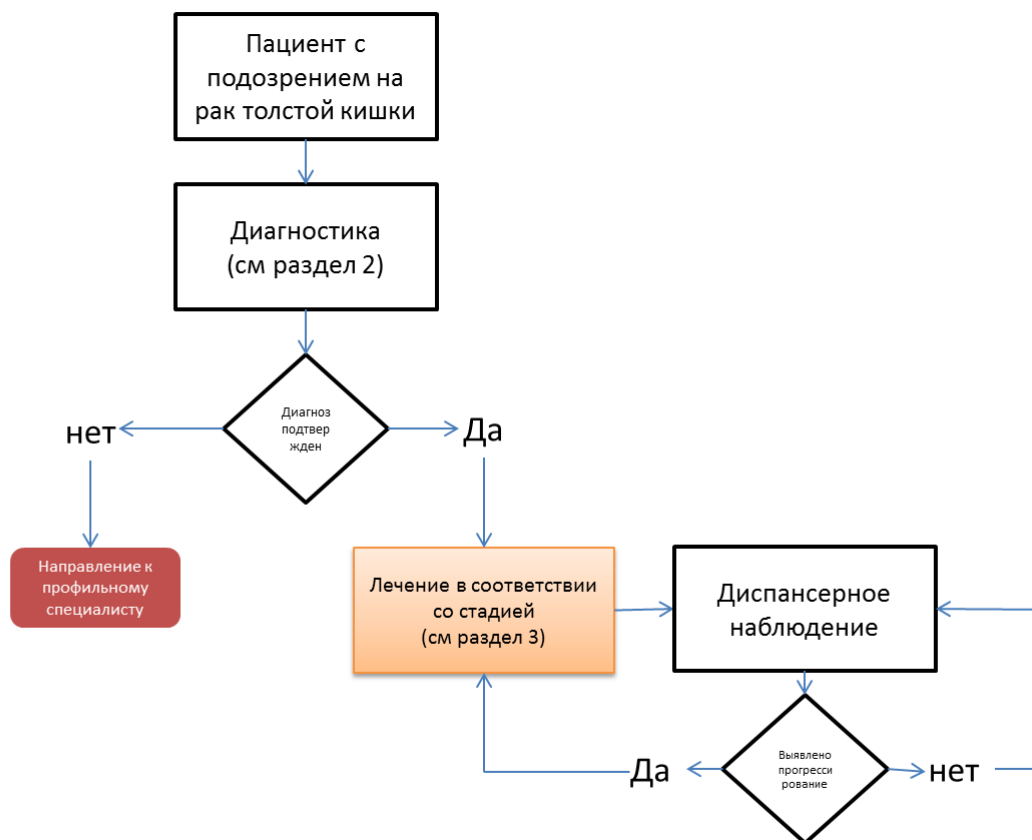 Пациент с
подозрением на
рак толстой кишки
Диагностика
(см раздел 2)
Диагноз
подтвер
жден
нет
Да
Направление к
профильному
специалисту
Лечение в соответствии
со стадией
(см раздел 3)
Диспансерное
наблюдение
Выявлено
прогресси
рование
Да
нет